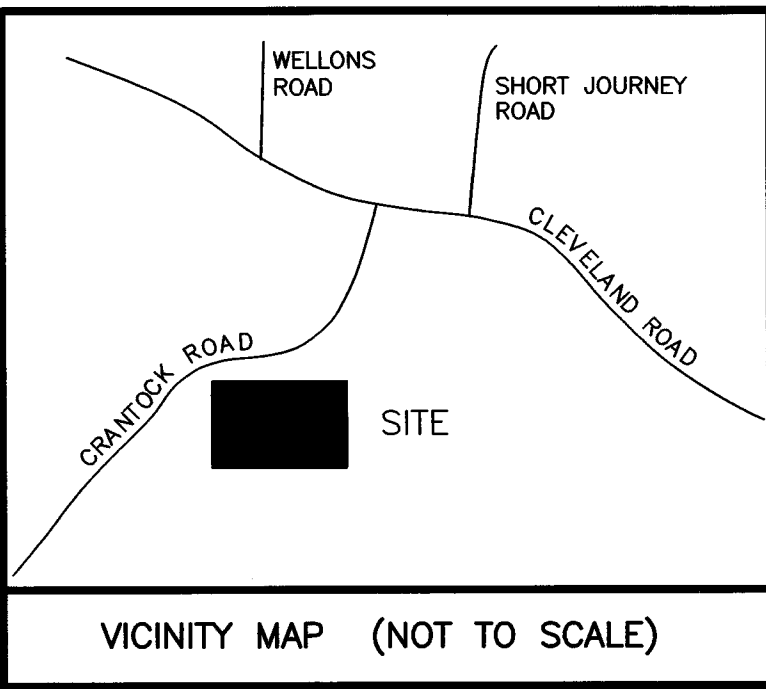 WELLONS
ROAD
SHORT JOURNEY
ROAD
CLEVELAND ROAD
CRANTOCK ROAD
SITE
VICINITY MAP (NOT TO SCALE)